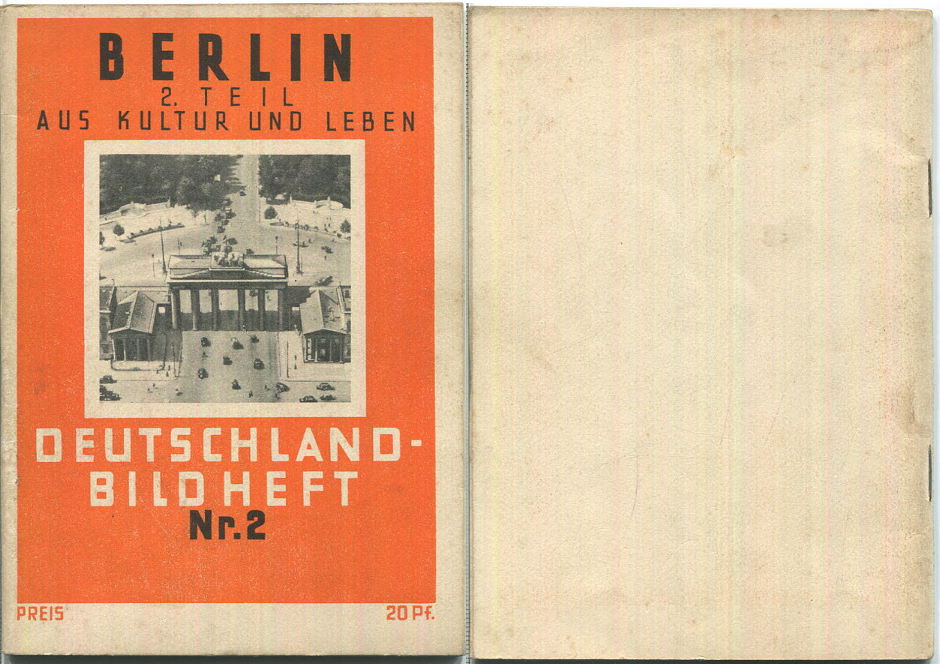 BERLIN
2. TEIL
AUS KULTUR UND LEBEN
DEUTSCHLAND-
BILDHEFT
Nr.2
PREIS 20 Pf.